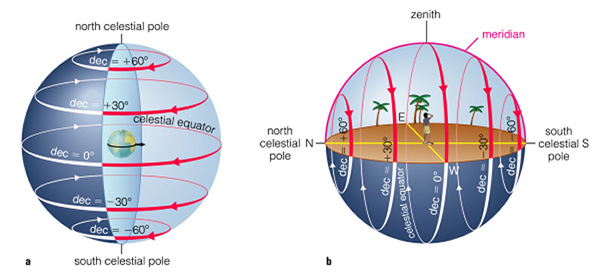 north celestial pole
dec = +60°
dec = +30°
celestial equator
dec = 0°
dec = –30°
dec = –60°
south celestial pole
a
zenith
meridian
north
celestial N
pole
E
W
south
S celestial
pole
dec = +60°
dec = +30°
celestial equator
dec = 0°
dec = –30°
dec = –60°
b